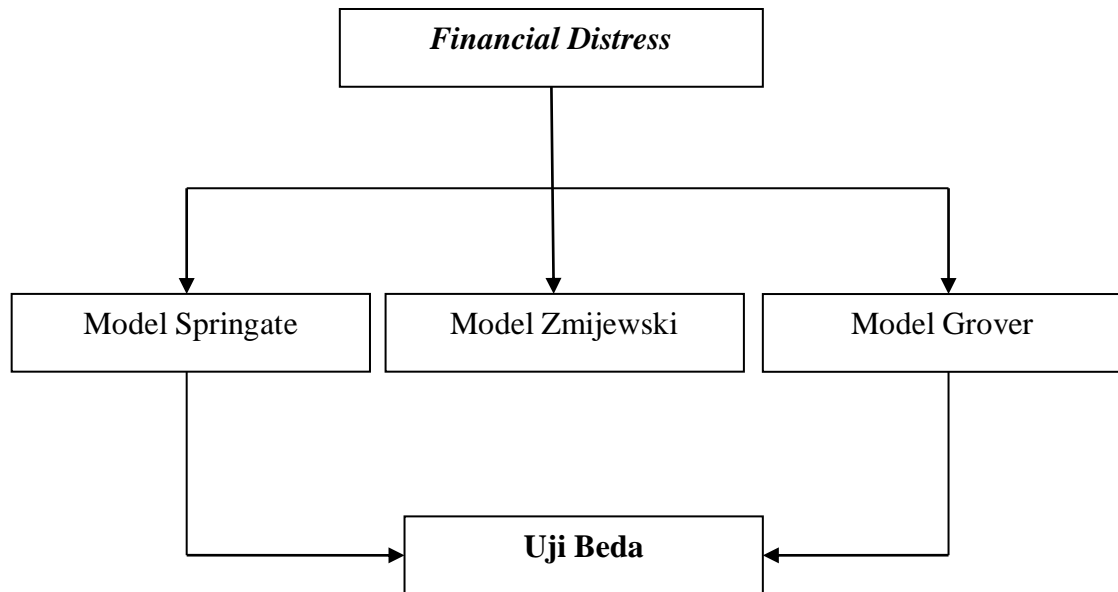 Financial Distress
Model Springate
Model Zmijewski
Model Grover
Uji Beda